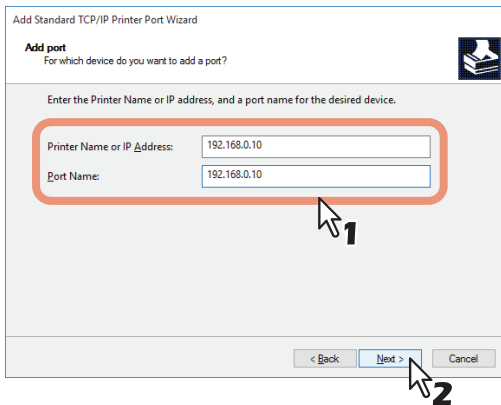 Add Standard TCP/IP Printer Port Wizard
Add port
For which device do you want to add a port?
Enter the Printer Name or IP address, and a port name for the desired device.
Printer Name or IP Address: 192.168.0.10
Port Name: 192.168.0.10
1
< Back Next > Cancel
2